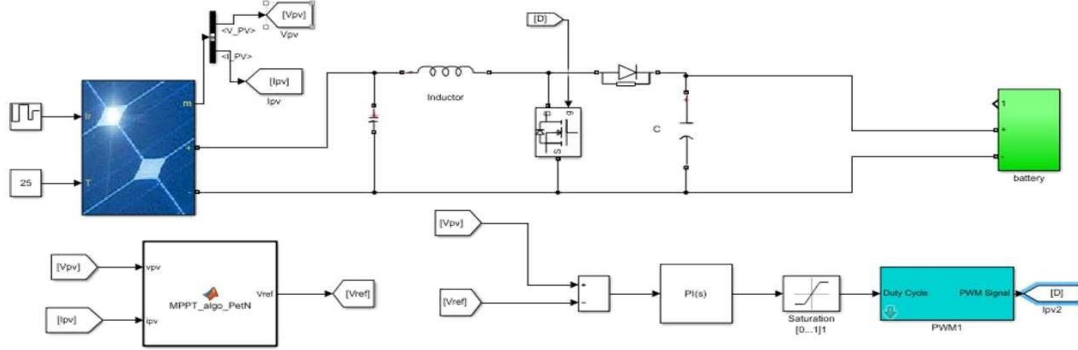 [Vpv]
<V_PV>
Vpv
[D]
<I_PV>
[Ipv]
Ipv
Inductor
m
Ir
D
g
1
+
C
+
S
25
T
-
-
battery
[Vpv]
[Vpv]
vpv
+
[D]
MPPT_algo_PetN
Vref
[Vref]
[Vref]
−
PI(s)
Duty Cycle
PWM Signal
Ipv2
[Ipv]
ipv
Saturation
[0...1]1
PWM1